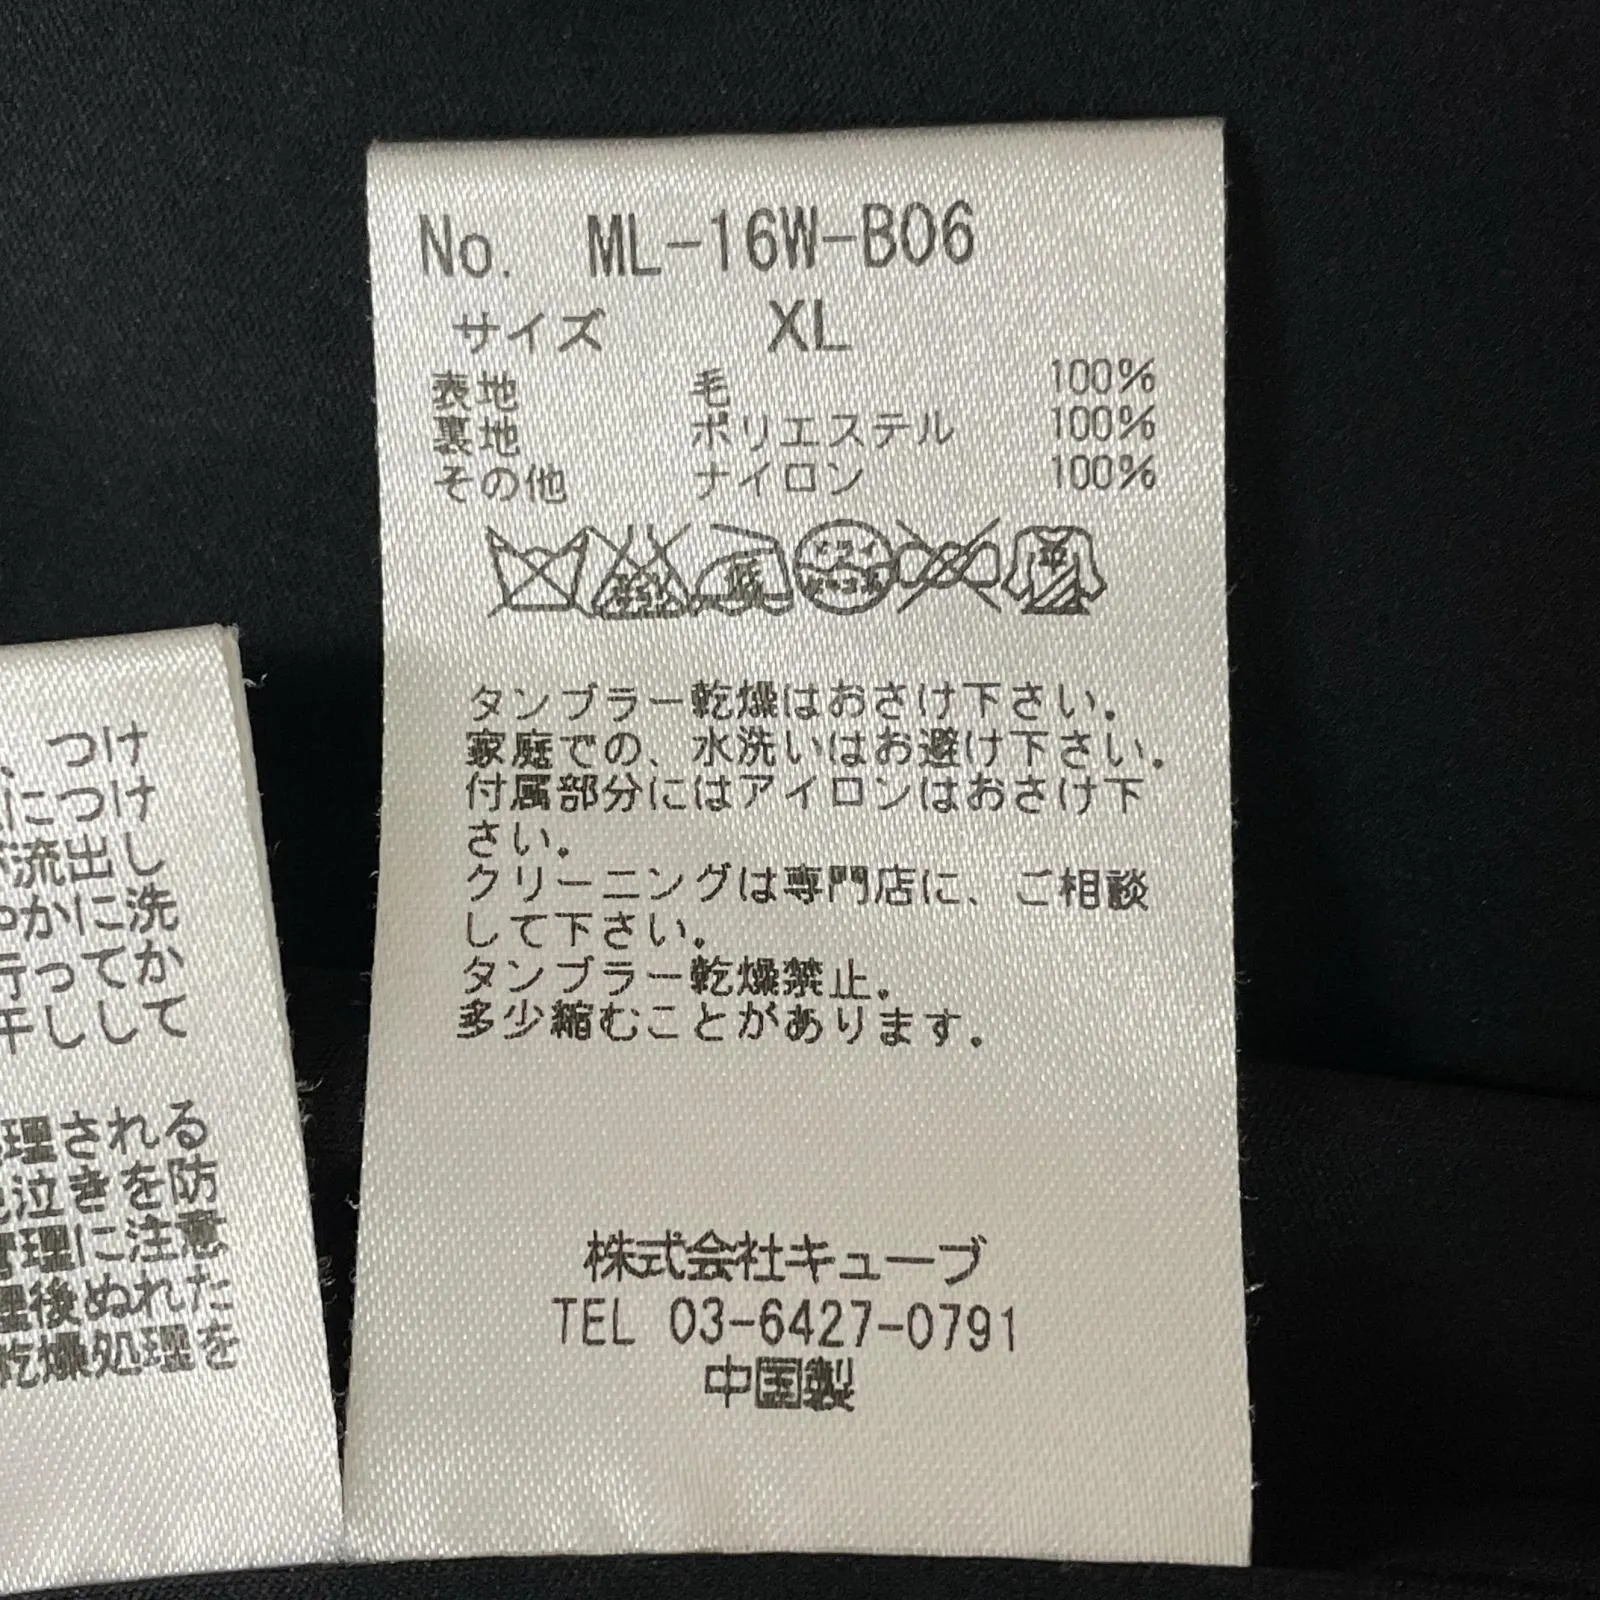 No. ML-16W-B06
サイズ XL
表地 毛 100%
裏地 ポリエステル 100%
その他 ナイロン 100%
ドライ
タンブラー乾燥はおさけ下さい.
家庭での、水洗いはお避け下さい.
付属部分にはアイロンはおさけ下
さい.
クリーニングは専門店に、ご相談
して下さい.
タンブラー乾燥禁止.
多少縮むことがあります.
株式会社キューブ
TEL 03-6427-0791
中国製
、つけ
につけ
流出し
やかに洗
行ってか
干しして
理される
泣きを防
管理に注意
理後ぬれた
乾燥処理を